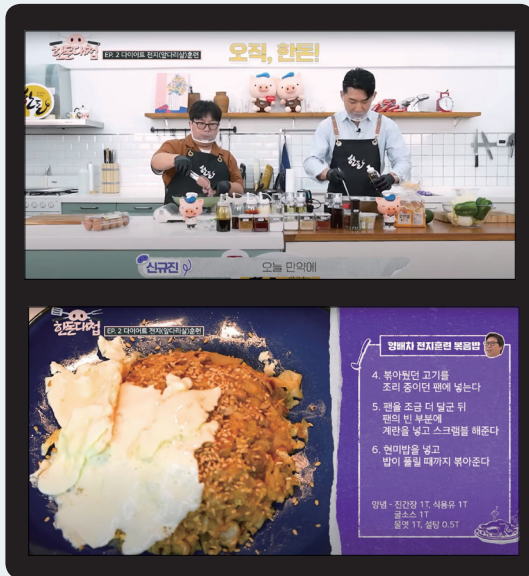 한돈대첩
EP. 2 다이어트 전지(앞다리살)훈련
오직, 한돈!
한돈
한돈
한돈
신규진
오늘 만약에
한돈대첩
EP. 2 다이어트 전지(앞다리살)훈련
양배차 전지훈련 볶음밥
4. 볶아뒀던 고기를
조리 중이던 팬에 넣는다
5. 팬을 조금 더 달군 뒤
팬의 빈 부분에
계란을 넣고 스크램블 해준다
6. 현미밥을 넣고
밥이 풀릴 때까지 볶아준다
양념 - 진간장 1T, 식용유 1T
굴소스 1T
물엿 1T, 설탕 0.5T